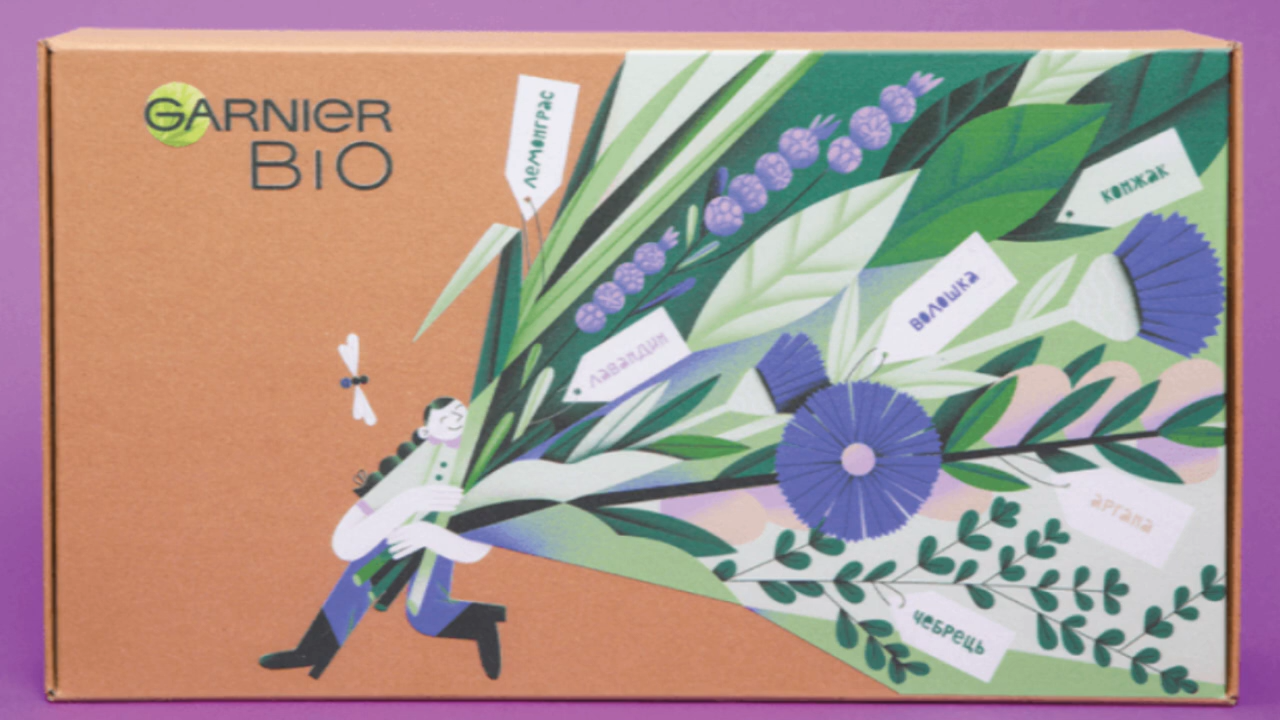 GARNIER
BIO
лемонграс
конжак
волошка
лавандин
аргана
чебрець